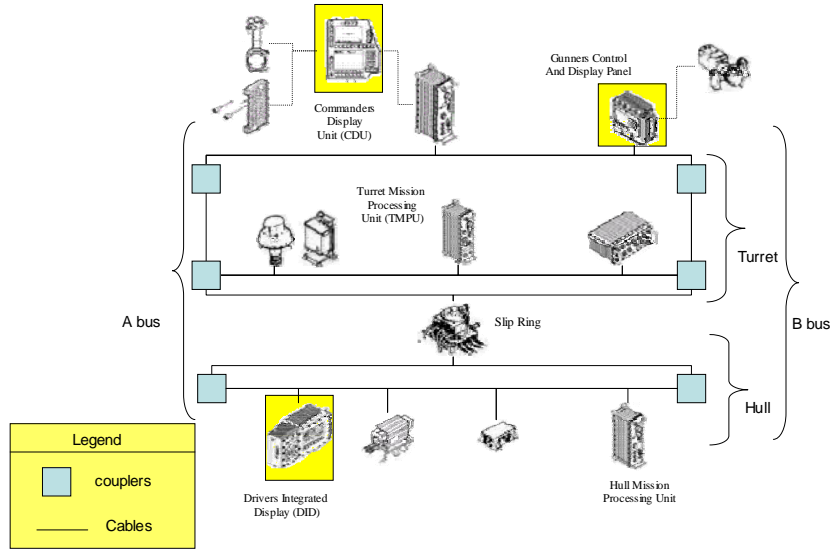 Gunners Control
And Display Panel
Commanders
Display
Unit (CDU)
Turret Mission
Processing
Unit (TMPU)
Turret
A bus
Slip Ring
B bus
Hull
Legend
couplers
Cables
Drivers Integrated
Display (DID)
Hull Mission
Processing Unit